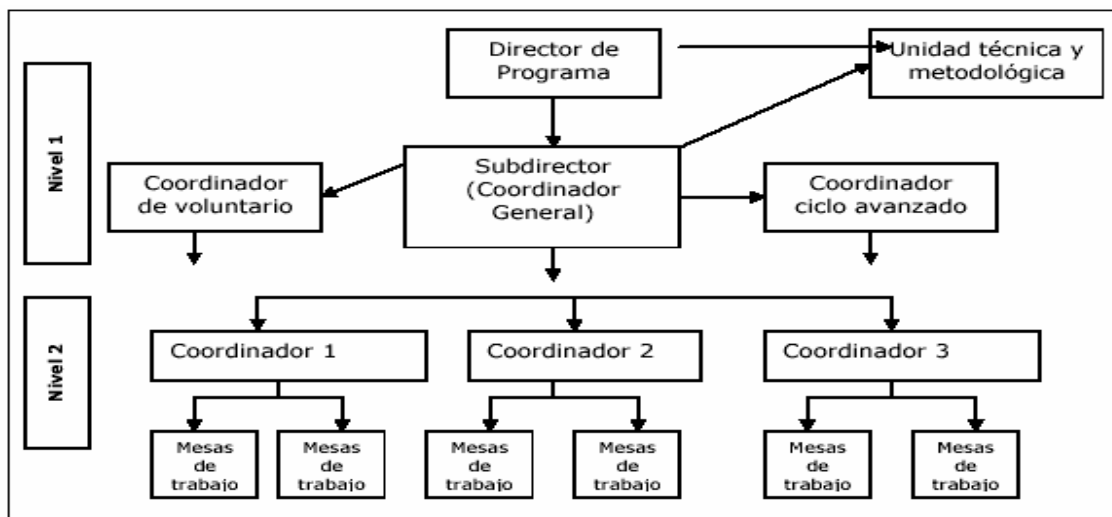 Director de
Programa
Unidad técnica y
metodológica
Nivel 1
Coordinador
de voluntario
Subdirector
(Coordinador
General)
Coordinador
ciclo avanzado
Nivel 2
Coordinador 1
Coordinador 2
Coordinador 3
Mesas
de
trabajo
Mesas
de
trabajo
Mesas
de
trabajo
Mesas
de
trabajo
Mesas
de
trabajo
Mesas
de
trabajo